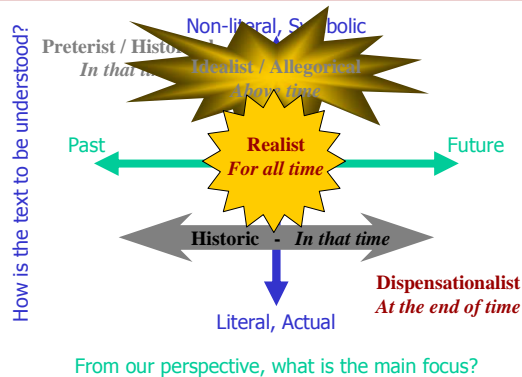 How is the text to be understood?
Non-literal, Symbolic
Preterist /
In that
Idealist / Allegorical
Above time
Past
Realist
For all time
Future
Historic - In that time
Dispensationalist
At the end of time
Literal, Actual
From our perspective, what is the main focus?